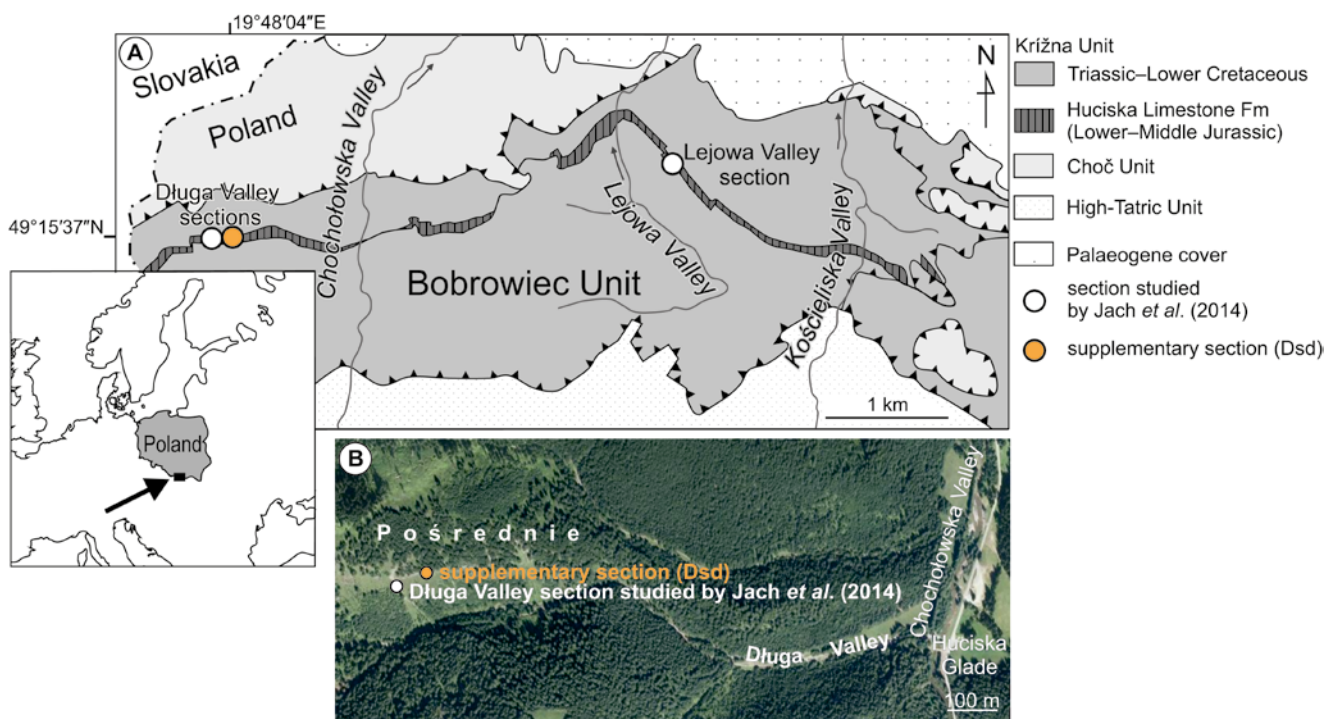 19°48′04″E
A
Slovakia
Poland
Chochołowska Valley
N
Długa Valley
sections
49°15′37″N
Lejowa Valley
section
Lejowa Valley
Kościeliska Valley
Bobrowiec Unit
1 km
Krížna Unit
Triassic–Lower Cretaceous
Huciska Limestone Fm
(Lower–Middle Jurassic)
Choč Unit
High-Tatric Unit
Palaeogene cover
section studied
by Jach et al. (2014)
supplementary section (Dsd)
Poland
B
Pośrednie
supplementary section (Dsd)
Długa Valley section studied by Jach et al. (2014)
Chochołowska Valley
Długa Valley
Huciska
Glade
100 m